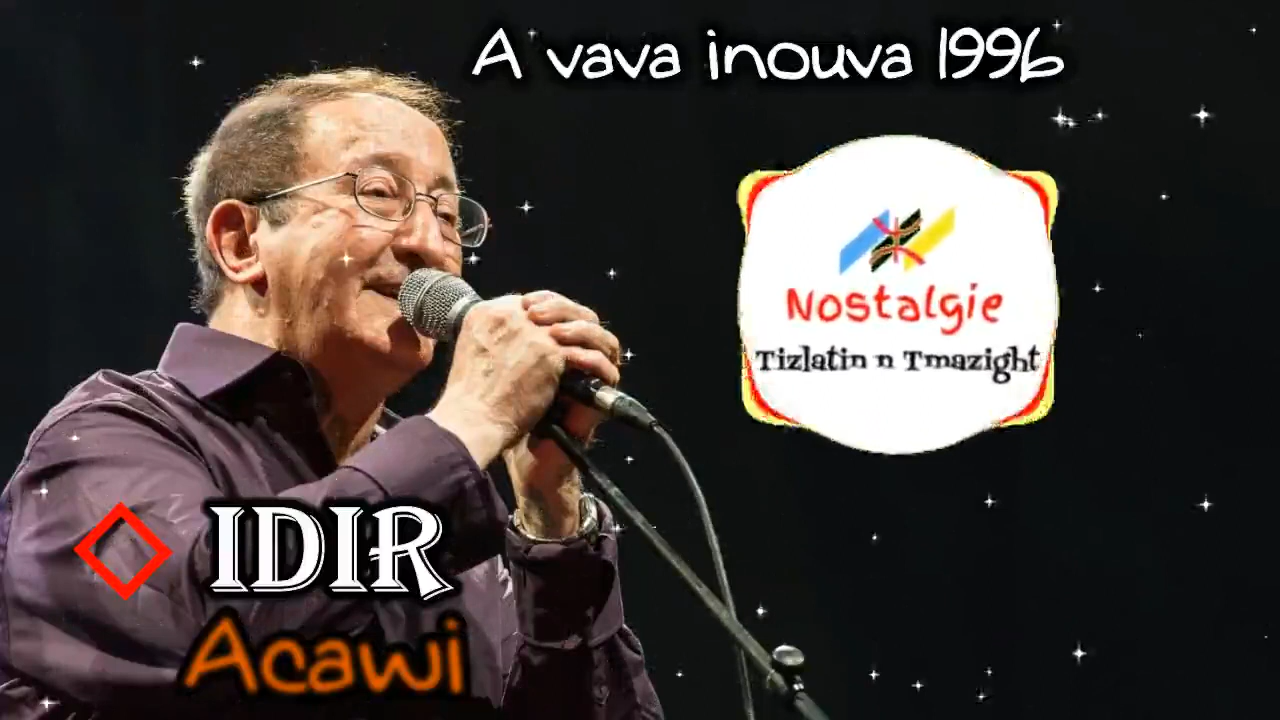 A vava inouva 1996
Nostalgie
Tizlatin n Tmazight
IDIR
Acawi